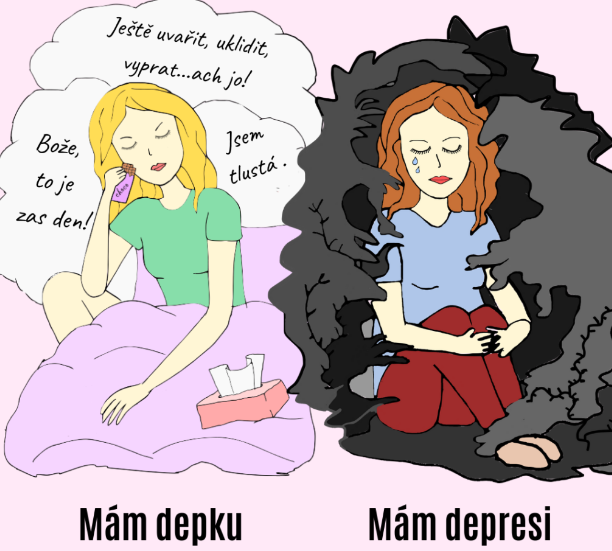 Ještě uvařit, uklidit,
vyprat...ach jo!
Bože,
to je
zas den!
Jsem
tlustá.
Mám depku
Mám depresi